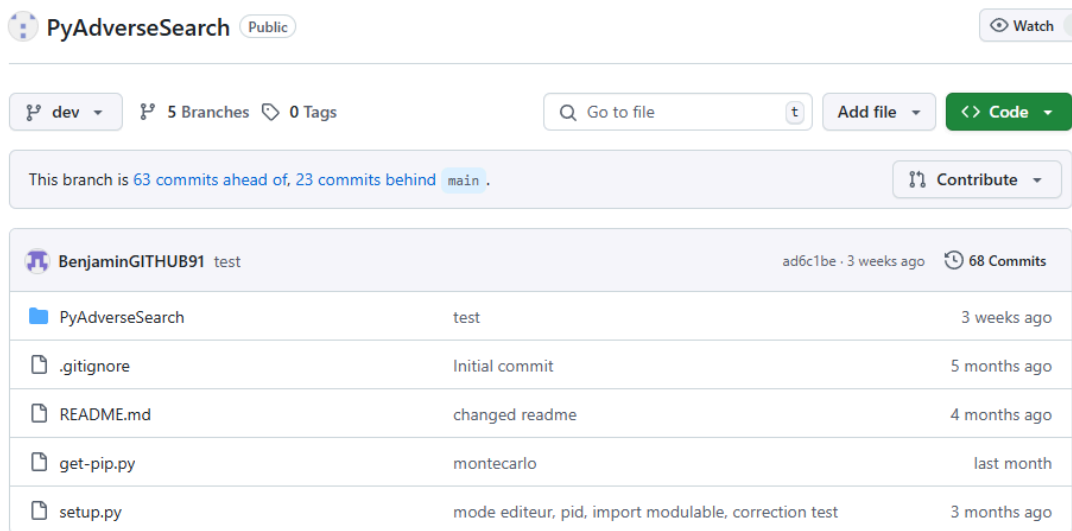 PyAdverseSearch Public Watch
dev 5 Branches 0 Tags Go to file t Add file Code
This branch is 63 commits ahead of, 23 commits behind main . Contribute
BenjaminGITHUB91 test ad6c1be · 3 weeks ago 68 Commits
PyAdverseSearch test 3 weeks ago
.gitignore Initial commit 5 months ago
README.md changed readme 4 months ago
get-pip.py montecarlo last month
setup.py mode editeur, pid, import modulable, correction test 3 months ago